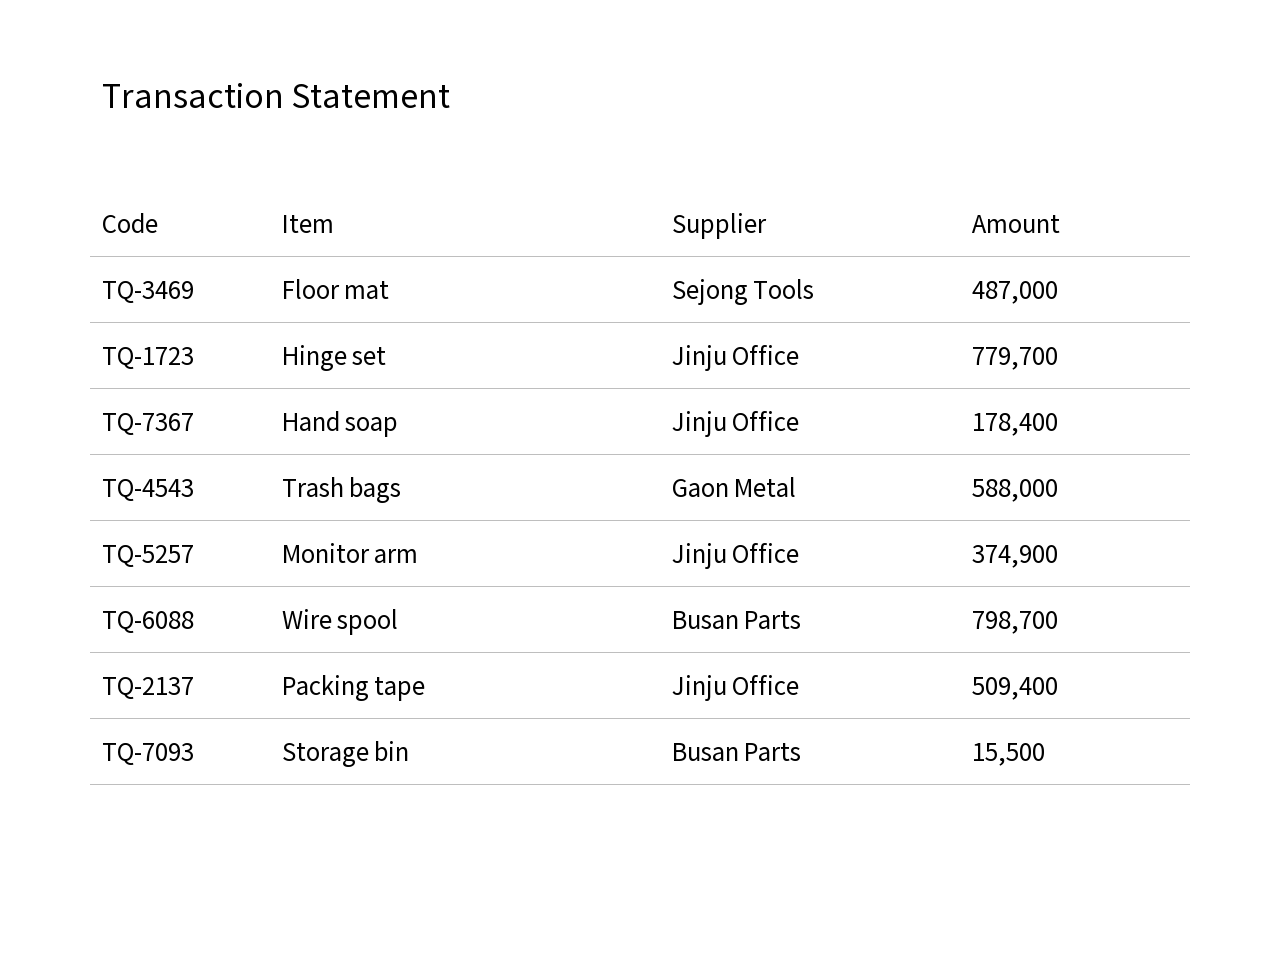 Transaction Statement
Code Item Supplier Amount
TQ-3469 Floor mat Sejong Tools 487,000
TQ-1723 Hinge set Jinju Office 779,700
TQ-7367 Hand soap Jinju Office 178,400
TQ-4543 Trash bags Gaon Metal 588,000
TQ-5257 Monitor arm Jinju Office 374,900
TQ-6088 Wire spool Busan Parts 798,700
TQ-2137 Packing tape Jinju Office 509,400
TQ-7093 Storage bin Busan Parts 15,500